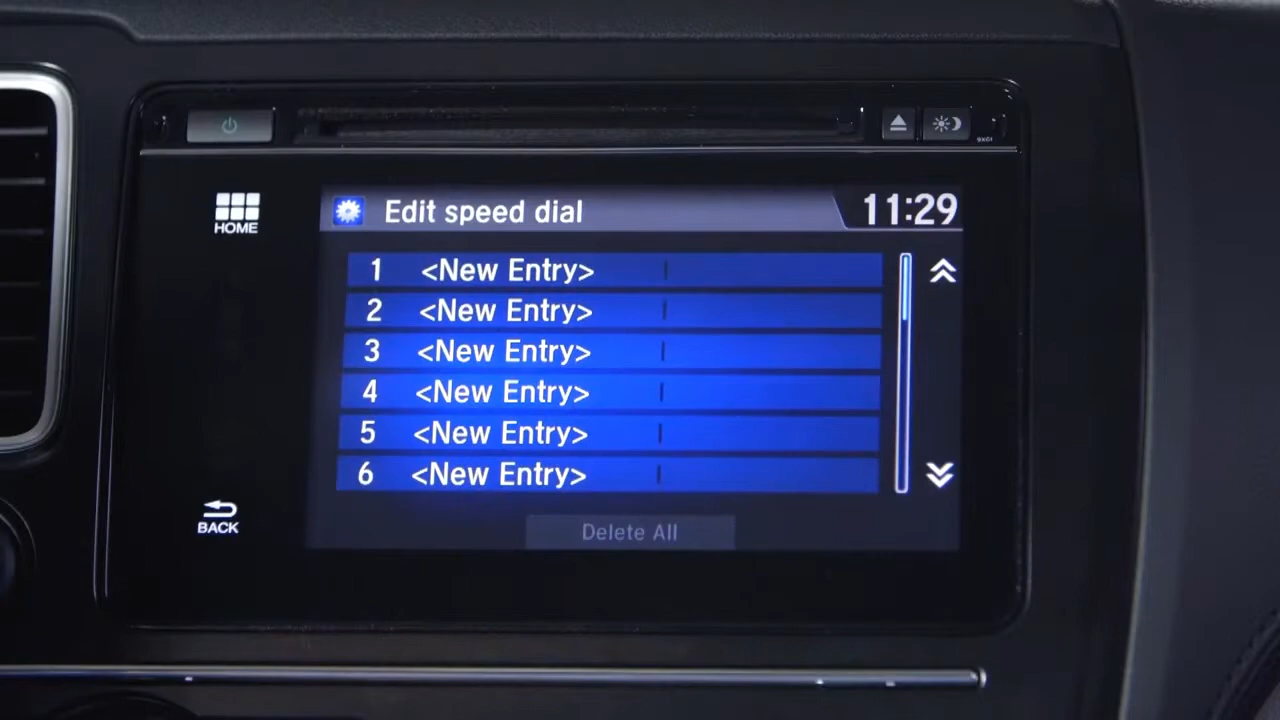 HOME
Edit speed dial 11:29
1 <New Entry>
2 <New Entry>
3 <New Entry>
4 <New Entry>
5 <New Entry>
6 <New Entry>
BACK
Delete All